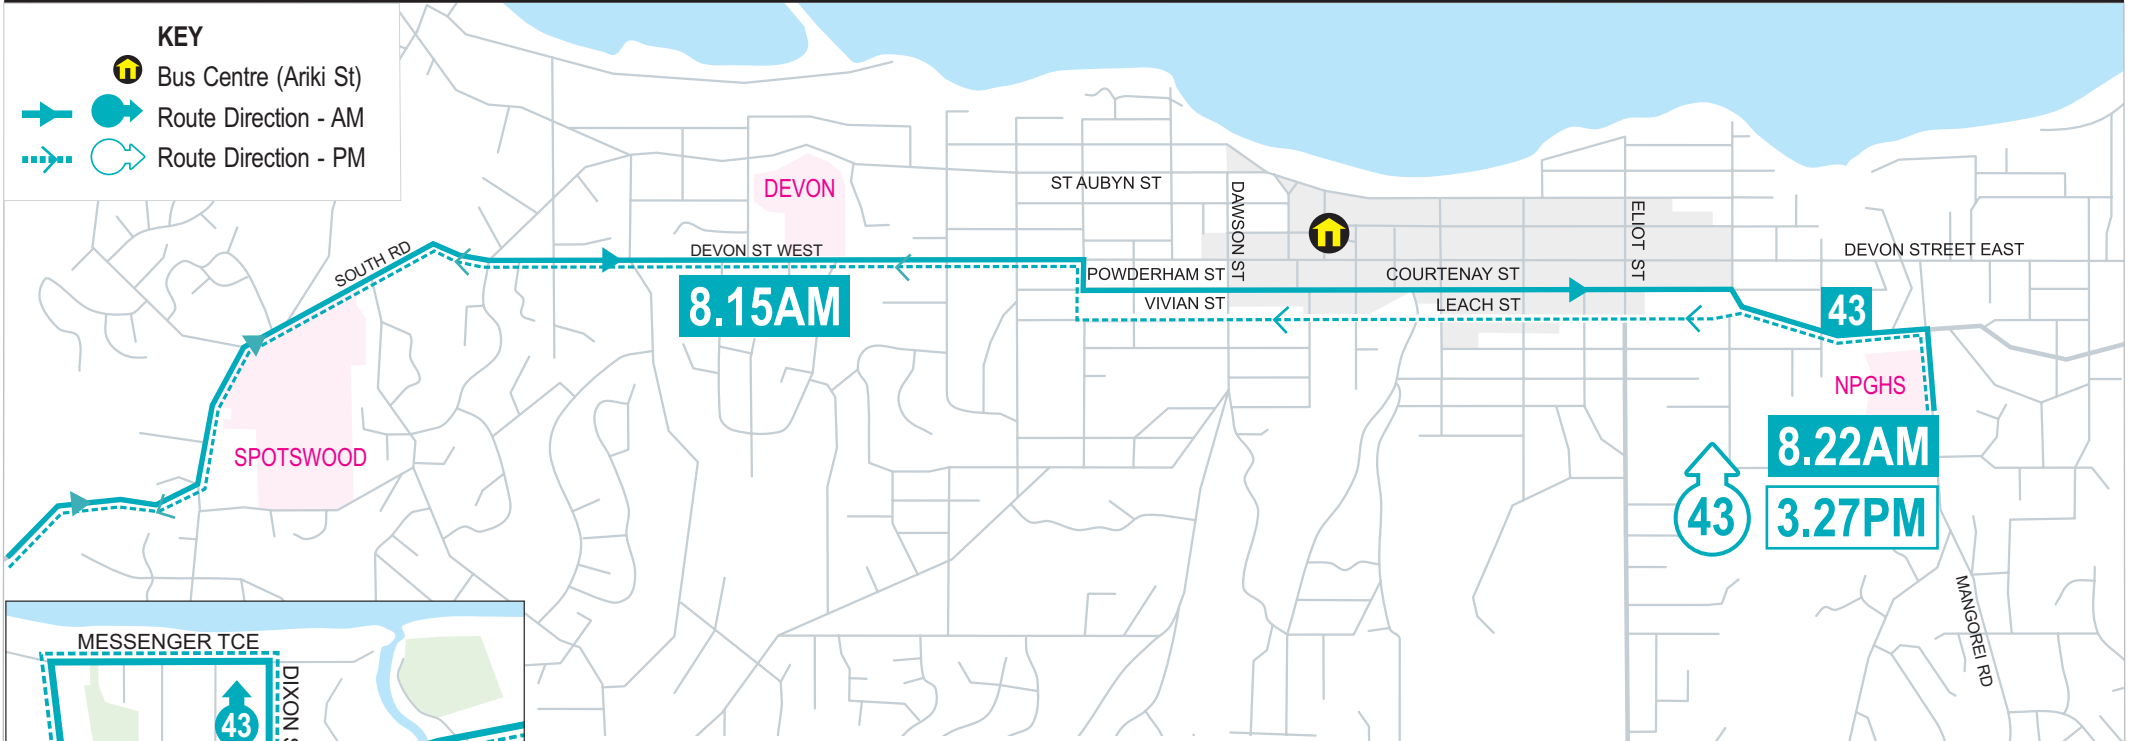 KEY
Bus Centre (Ariki St)
Route Direction - AM
Route Direction - PM
DEVON
ST AUBYN ST
DAWSON ST
ELIOT ST
SOUTH RD
DEVON ST WEST
DEVON STREET EAST
POWDERHAM ST
COURTENAY ST
VIVIAN ST
LEACH ST
8.15AM
43
NPGHS
SPOTSWOOD
8.22AM
43
3.27PM
MANGOREI RD
MESSENGER TCE
DIXON
43